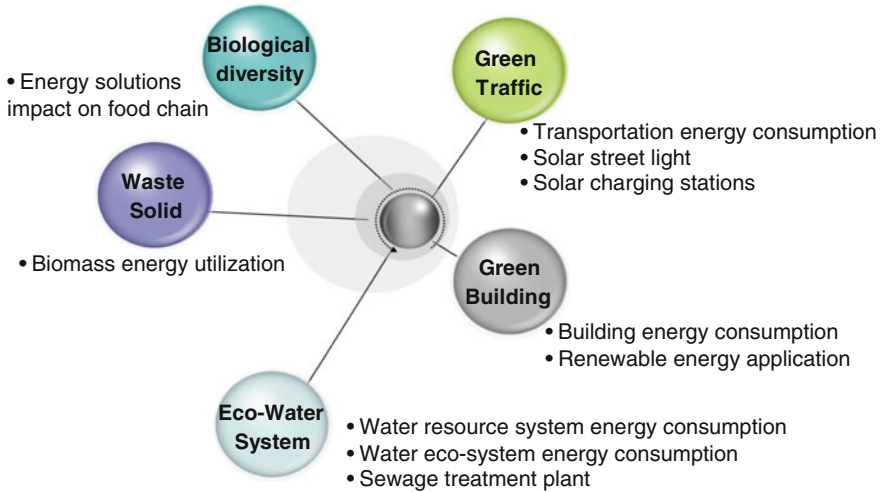 Biological
diversity
• Energy solutions
impact on food chain
Green
Traffic
• Transportation energy consumption
• Solar street light
• Solar charging stations
Waste
Solid
• Biomass energy utilization
Green
Building
• Building energy consumption
• Renewable energy application
Eco-Water
System
• Water resource system energy consumption
• Water eco-system energy consumption
• Sewage treatment plant